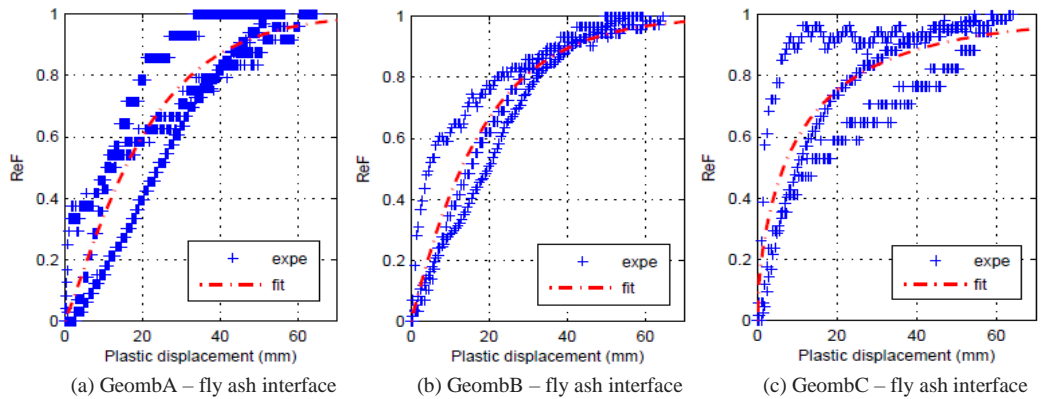 1
0.8
0.6
0.4
0.2
0
ReF
0 20 40 60
Plastic displacement (mm)
expe
fit
(a) GeombA – fly ash interface
1
0.8
0.6
0.4
0.2
0
ReF
0 20 40 60
Plastic displacement (mm)
expe
fit
(b) GeombB – fly ash interface
1
0.8
0.6
0.4
0.2
0
ReF
0 20 40 60
Plastic displacement (mm)
expe
fit
(c) GeombC – fly ash interface